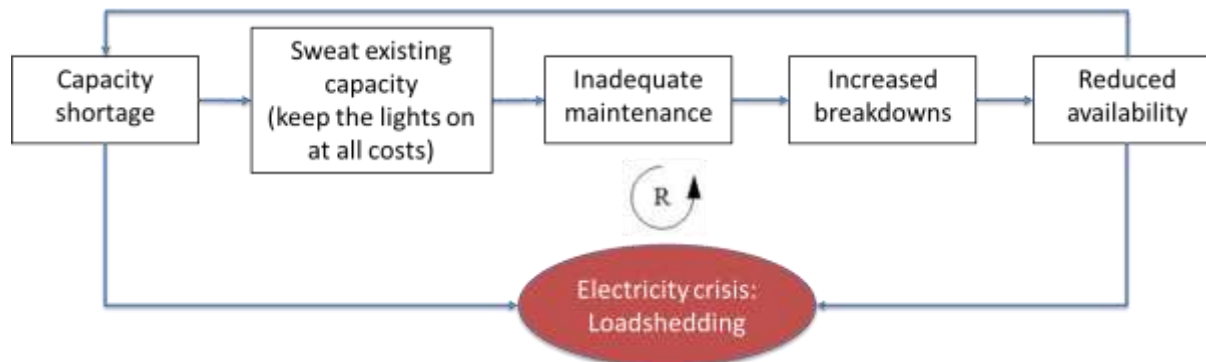 Capacity
shortage
Sweat existing
capacity
(keep the lights on
at all costs)
Inadequate
maintenance
Increased
breakdowns
Reduced
availability
R
Electricity crisis:
Loadshedding